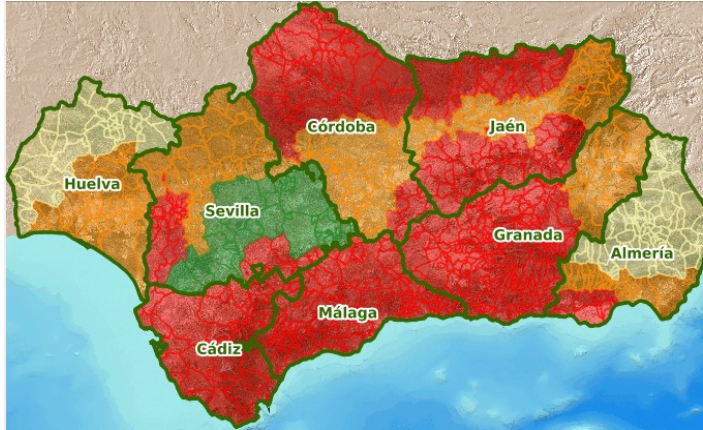 Córdoba
Jaén
Huelva
Sevilla
Granada
Almería
Málaga
Cádiz